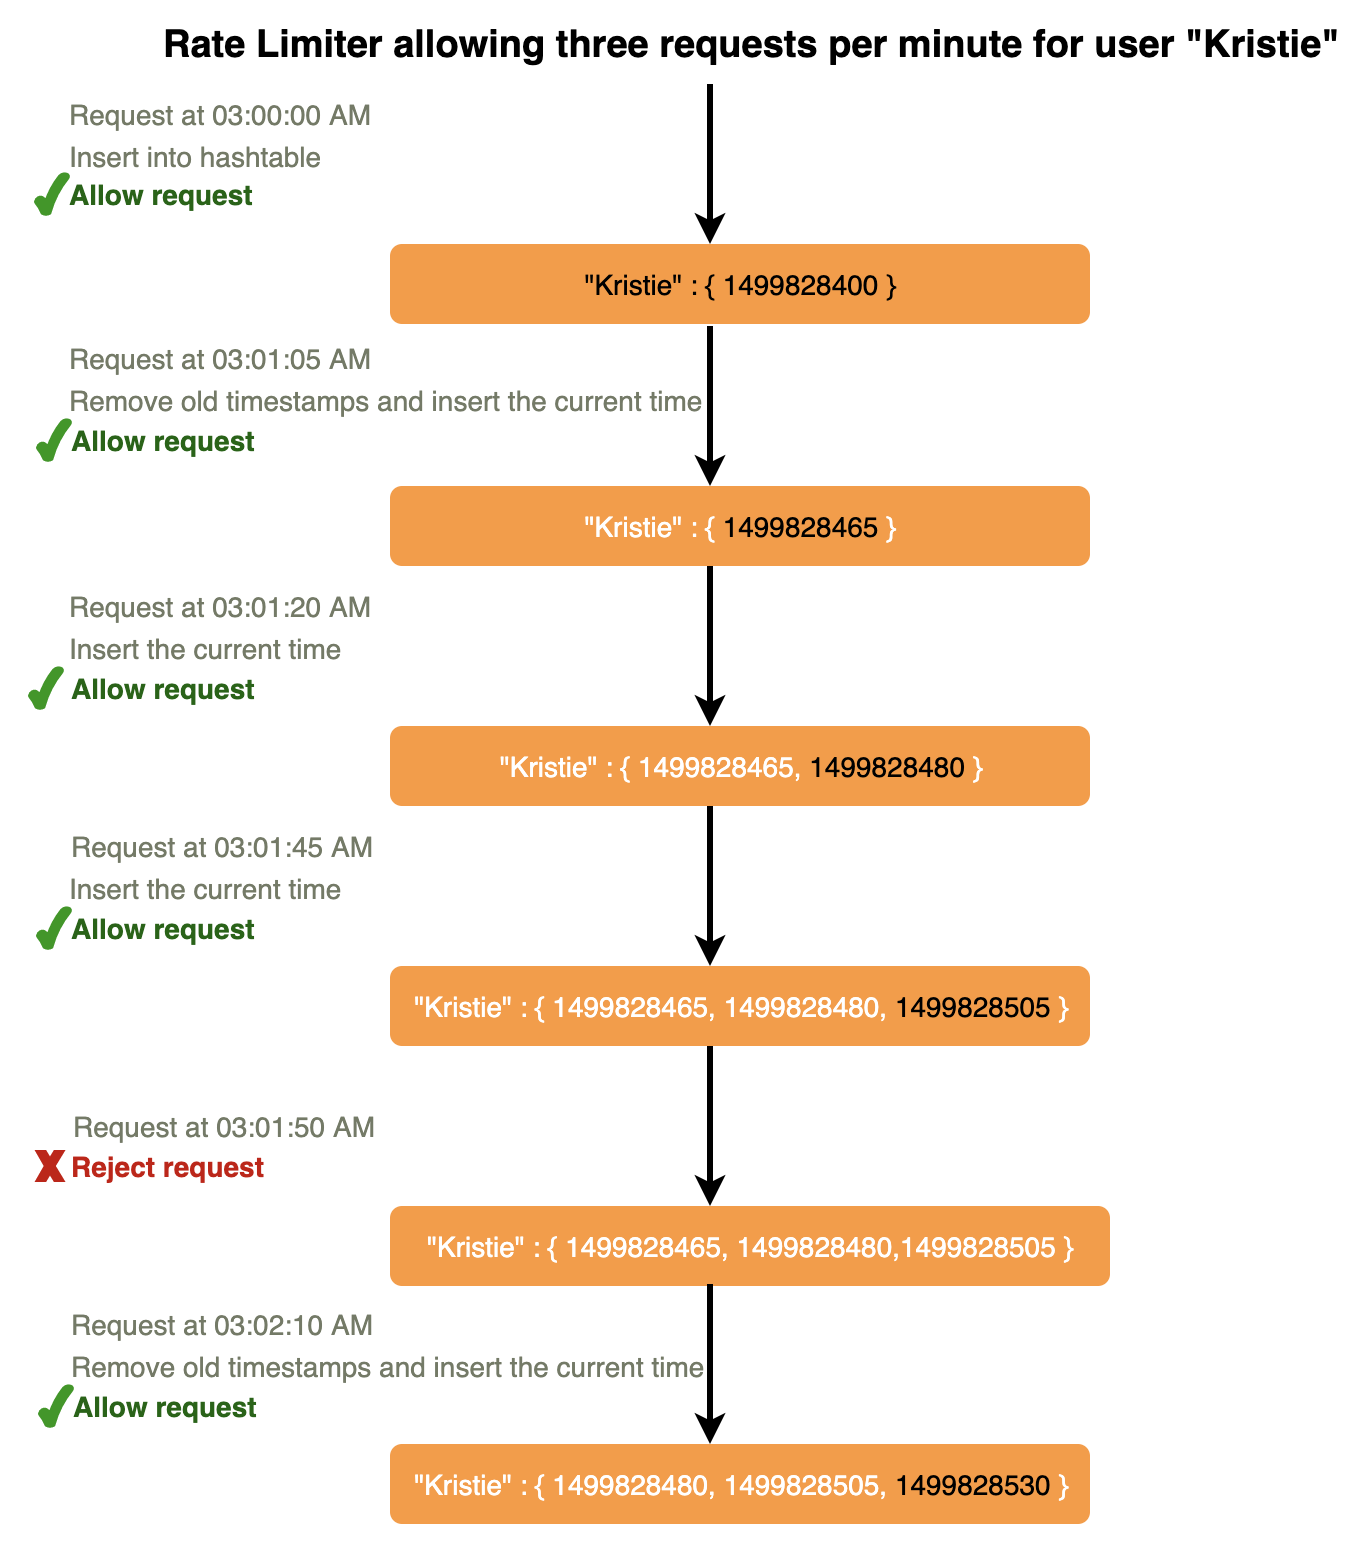 Rate Limiter allowing three requests per minute for user "Kristie"
Request at 03:00:00 AM
Insert into hashtable
Allow request
"Kristie" : { 1499828400 }
Request at 03:01:05 AM
Remove old timestamps and insert the current time
Allow request
"Kristie" : { 1499828465 }
Request at 03:01:20 AM
Insert the current time
Allow request
"Kristie" : { 1499828465, 1499828480 }
Request at 03:01:45 AM
Insert the current time
Allow request
"Kristie" : { 1499828465, 1499828480, 1499828505 }
Request at 03:01:50 AM
Reject request
"Kristie" : { 1499828465, 1499828480,1499828505 }
Request at 03:02:10 AM
Remove old timestamps and insert the current time
Allow request
"Kristie" : { 1499828480, 1499828505, 1499828530 }